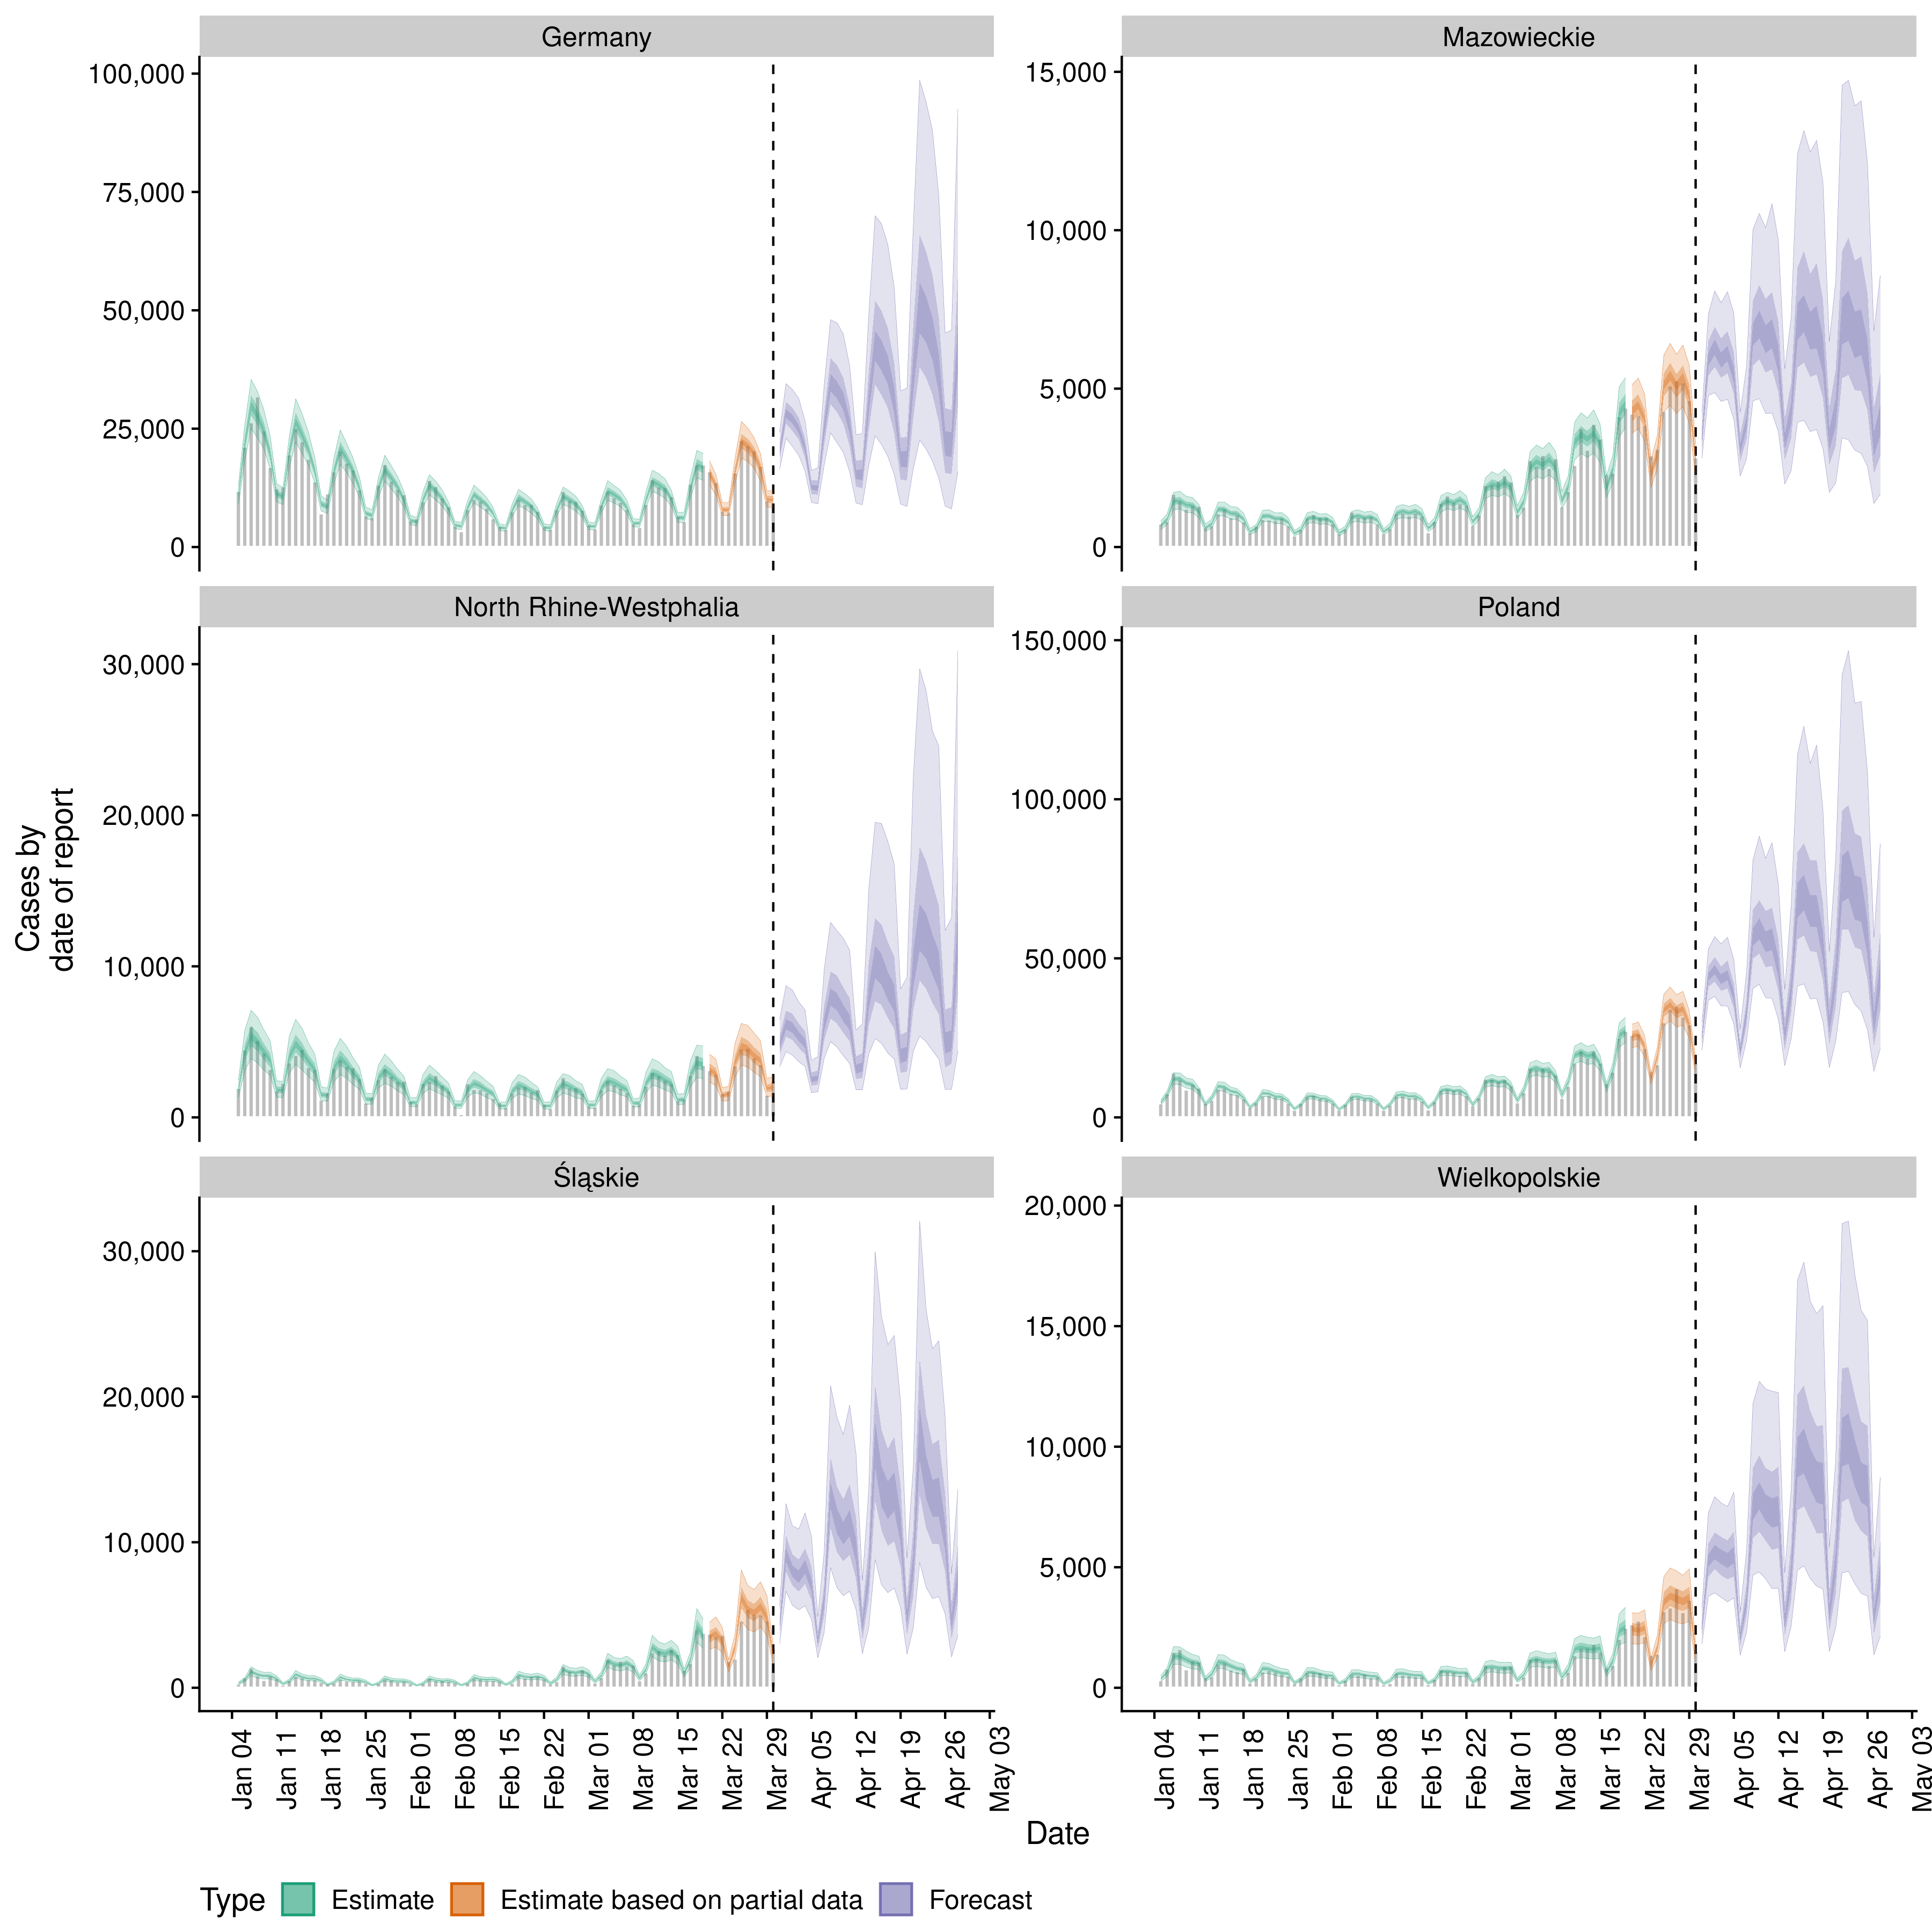 Germany
Mazowieckie
100,000
75,000
50,000
25,000
0
15,000
10,000
5,000
0
North Rhine-Westphalia
Poland
30,000
20,000
10,000
0
150,000
100,000
50,000
0
Śląskie
Wielkopolskie
30,000
20,000
10,000
0
20,000
15,000
10,000
5,000
0
Cases by
date of report
Jan 04
Jan 11
Jan 18
Jan 25
Feb 01
Feb 08
Feb 15
Feb 22
Mar 01
Mar 08
Mar 15
Mar 22
Mar 29
Apr 05
Apr 12
Apr 19
Apr 26
May 03
Jan 04
Jan 11
Jan 18
Jan 25
Feb 01
Feb 08
Feb 15
Feb 22
Mar 01
Mar 08
Mar 15
Mar 22
Mar 29
Apr 05
Apr 12
Apr 19
Apr 26
May 03
Date
Type Estimate Estimate based on partial data Forecast